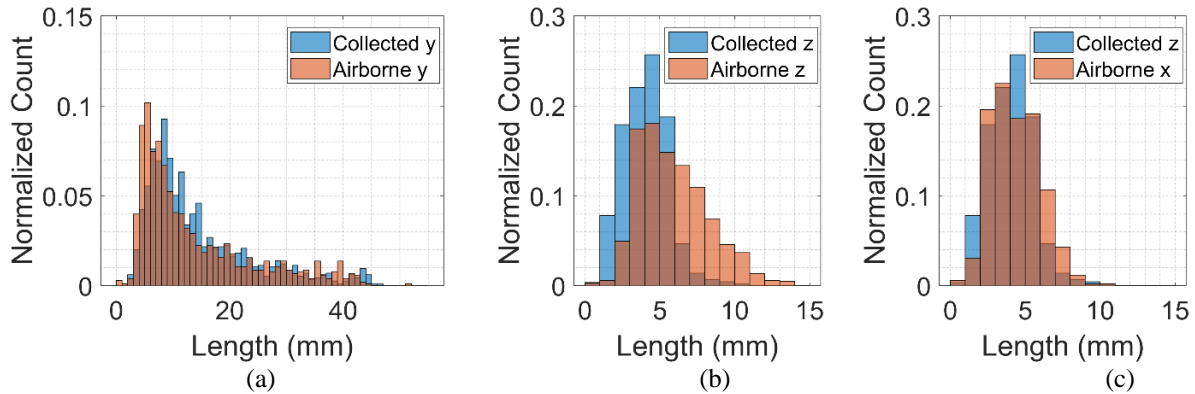 0.15
0.1
0.05
0
Normalized Count
Collected y
Airborne y
0 20 40
Length (mm)
(a)
0.3
0.2
0.1
0
Normalized Count
Collected z
Airborne z
0 5 10 15
Length (mm)
(b)
0.3
0.2
0.1
0
Normalized Count
Collected z
Airborne x
0 5 10 15
Length (mm)
(c)